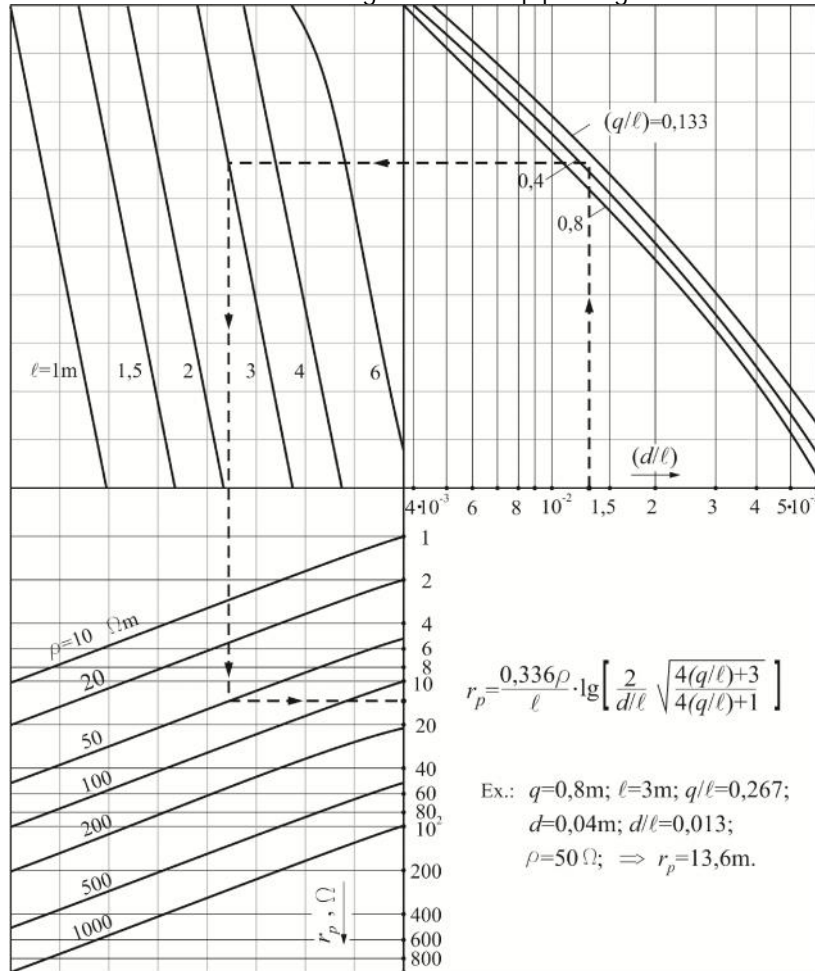 (q/ℓ)=0,133
0,4
0,8
ℓ=1m 1,5 2 3 4 6
(d/ℓ)
4·10⁻³ 6 8 10⁻² 1,5 2 3 4
1
2
4
6
8
10
20
40
60
80
10²
200
400
600
800
ρ=10 Ωm
20
50
100
200
500
1000
r_p , Ω
r_p=0,336ρ/ℓ·lg[2/d/ℓ √4(q/ℓ)+3/4(q/ℓ)+1]
Ex.: q=0,8m; ℓ=3m; q/ℓ=0,267;
d=0,04m; d/ℓ=0,013;
ρ=50 Ω; ⇒ r_p=13,6m.